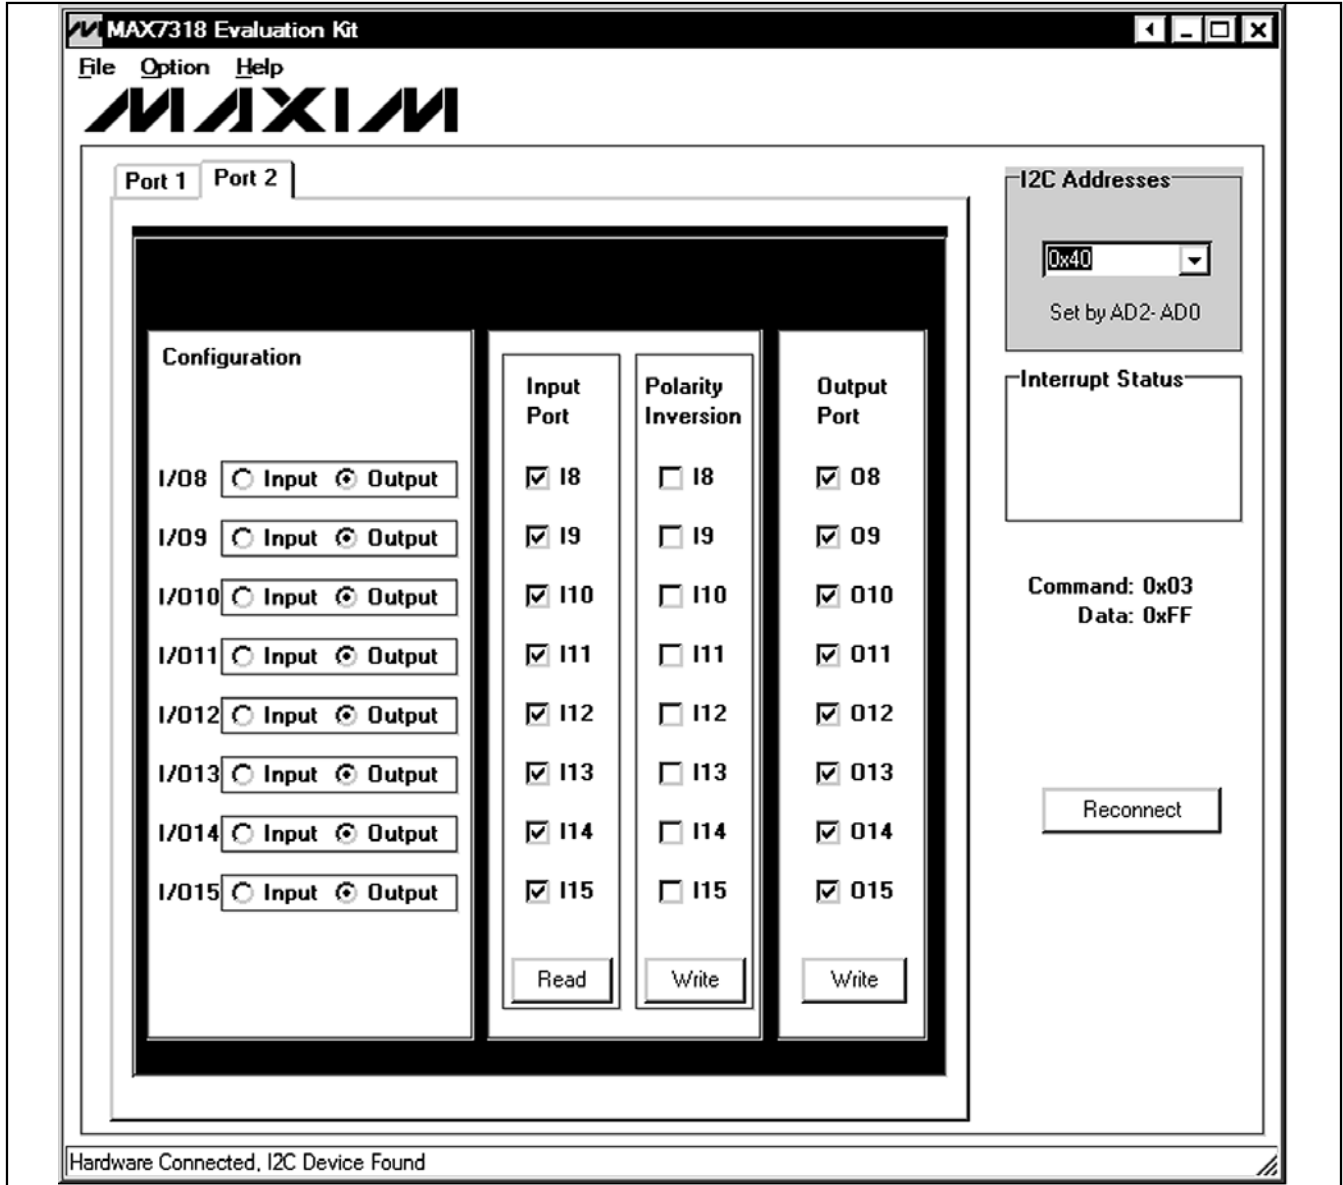 MAX7318 Evaluation Kit
File Option Help
MAXIM
Port 1 Port 2
Configuration
I/O8 Input Output
I/O9 Input Output
I/O10 Input Output
I/O11 Input Output
I/O12 Input Output
I/O13 Input Output
I/O14 Input Output
I/O15 Input Output
Input
Port
I8
I9
I10
I11
I12
I13
I14
I15
Read
Polarity
Inversion
I8
I9
I10
I11
I12
I13
I14
I15
Write
Output
Port
O8
O9
O10
O11
O12
O13
O14
O15
Write
I2C Addresses
0x40
Set by AD2- AD0
Interrupt Status
Command: 0x03
Data: 0xFF
Reconnect
Hardware Connected, I2C Device Found